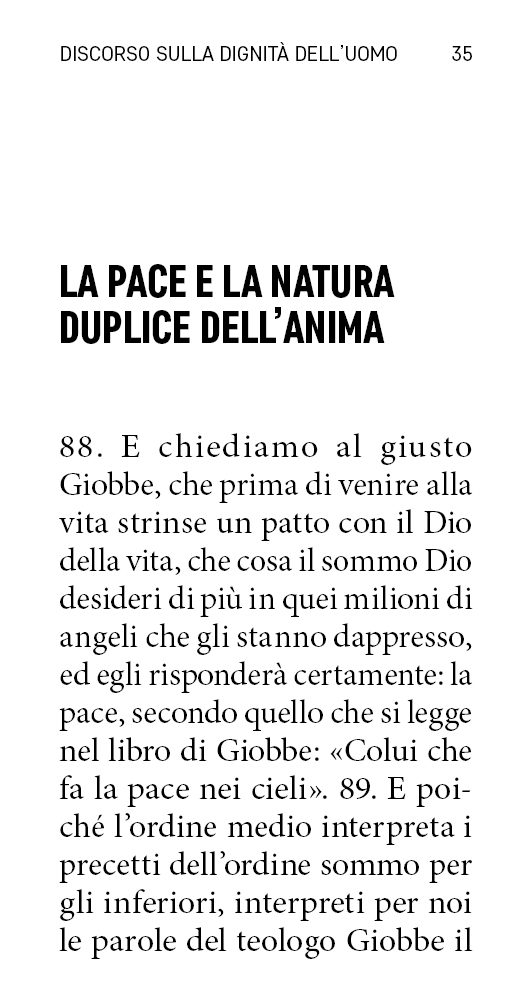 DISCORSO SULLA DIGNITÀ DELL’UOMO 35
LA PACE E LA NATURA
DUPLICE DELL’ANIMA
88. E chiediamo al giusto
Giobbe, che prima di venire alla
vita strinse un patto con il Dio
della vita, che cosa il sommo Dio
desideri di più in quei milioni di
angeli che gli stanno dappresso,
ed egli risponderà certamente: la
pace, secondo quello che si legge
nel libro di Giobbe: «Colui che
fa la pace nei cieli». 89. E poi-
ché l’ordine medio interpreta i
precetti dell’ordine sommo per
gli inferiori, interpreti per noi
le parole del teologo Giobbe il